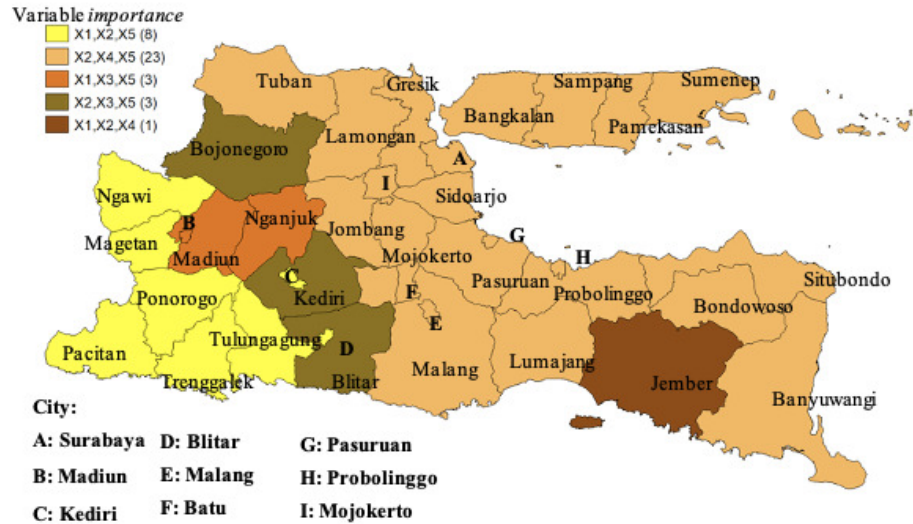 Variable importance
X1,X2,X5 (8)
X2,X4,X5 (23)
X1,X3,X5 (3)
X2,X3,X5 (3)
X1,X2,X4 (1)
Tuban
Gresik
Sampang
Sumenep
Bangkalan
Pamekasan
Lamongan
Bojonegoro
A
I
Ngawi
Sidoarjo
B
Nganjuk
Jombang
G
Magetan
Madiun
Mojokerto
H
C
Pasuruan
Situbondo
Ponorogo
Kediri
F
Probolinggo
Bondowoso
E
Tulungagung
D
Pacitan
Lumajang
Malang
Trenggalek
Blitar
Jember
Banyuwangi
City:
A: Surabaya D: Blitar G: Pasuruan
B: Madiun E: Malang H: Probolinggo
C: Kediri F: Batu I: Mojokerto